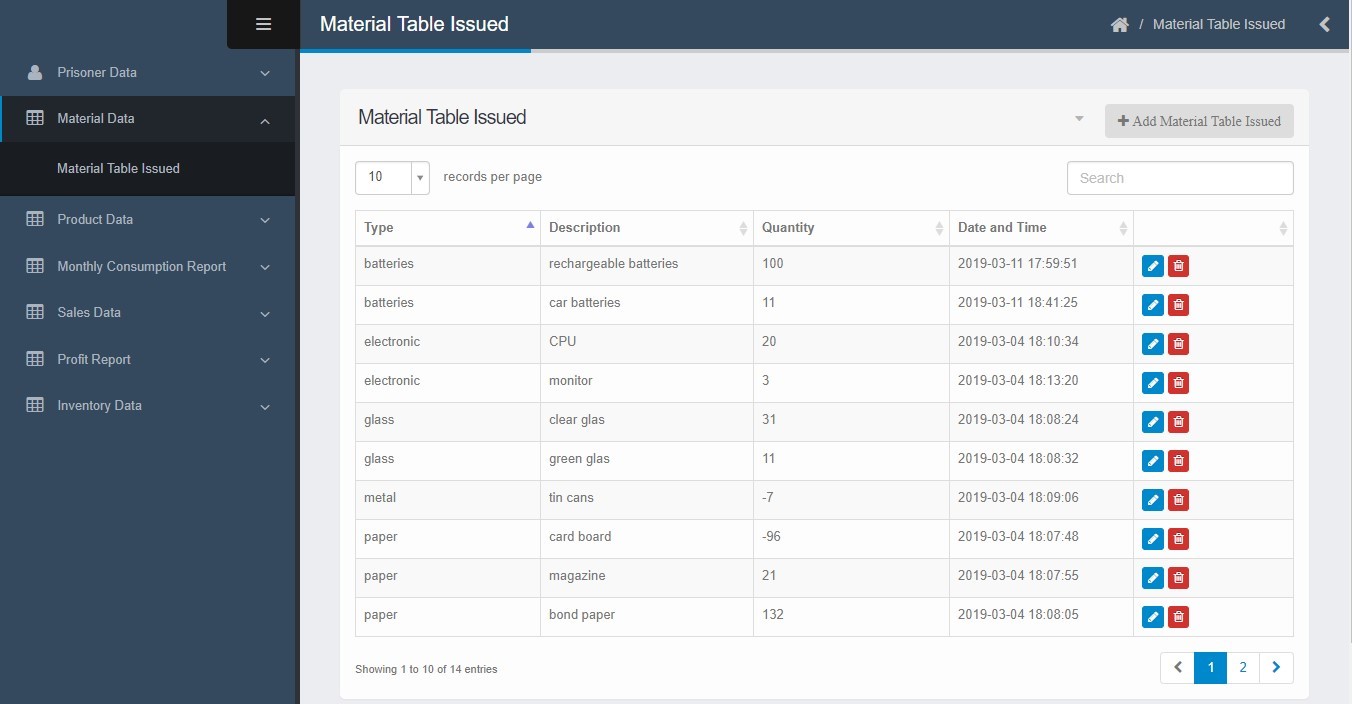 Material Table Issued
/ Material Table Issued
Prisoner Data
Material Data
Material Table Issued
Product Data
Monthly Consumption Report
Sales Data
Profit Report
Inventory Data
Material Table Issued
Add Material Table Issued
10 records per page
Search
Type Description Quantity Date and Time
batteries rechargeable batteries 100 2019-03-11 17:59:51
batteries car batteries 11 2019-03-11 18:41:25
electronic CPU 20 2019-03-04 18:10:34
electronic monitor 3 2019-03-04 18:13:20
glass clear glas 31 2019-03-04 18:08:24
glass green glas 11 2019-03-04 18:08:32
metal tin cans -7 2019-03-04 18:09:06
paper card board -96 2019-03-04 18:07:48
paper magazine 21 2019-03-04 18:07:55
paper bond paper 132 2019-03-04 18:08:05
Showing 1 to 10 of 14 entries
1 2